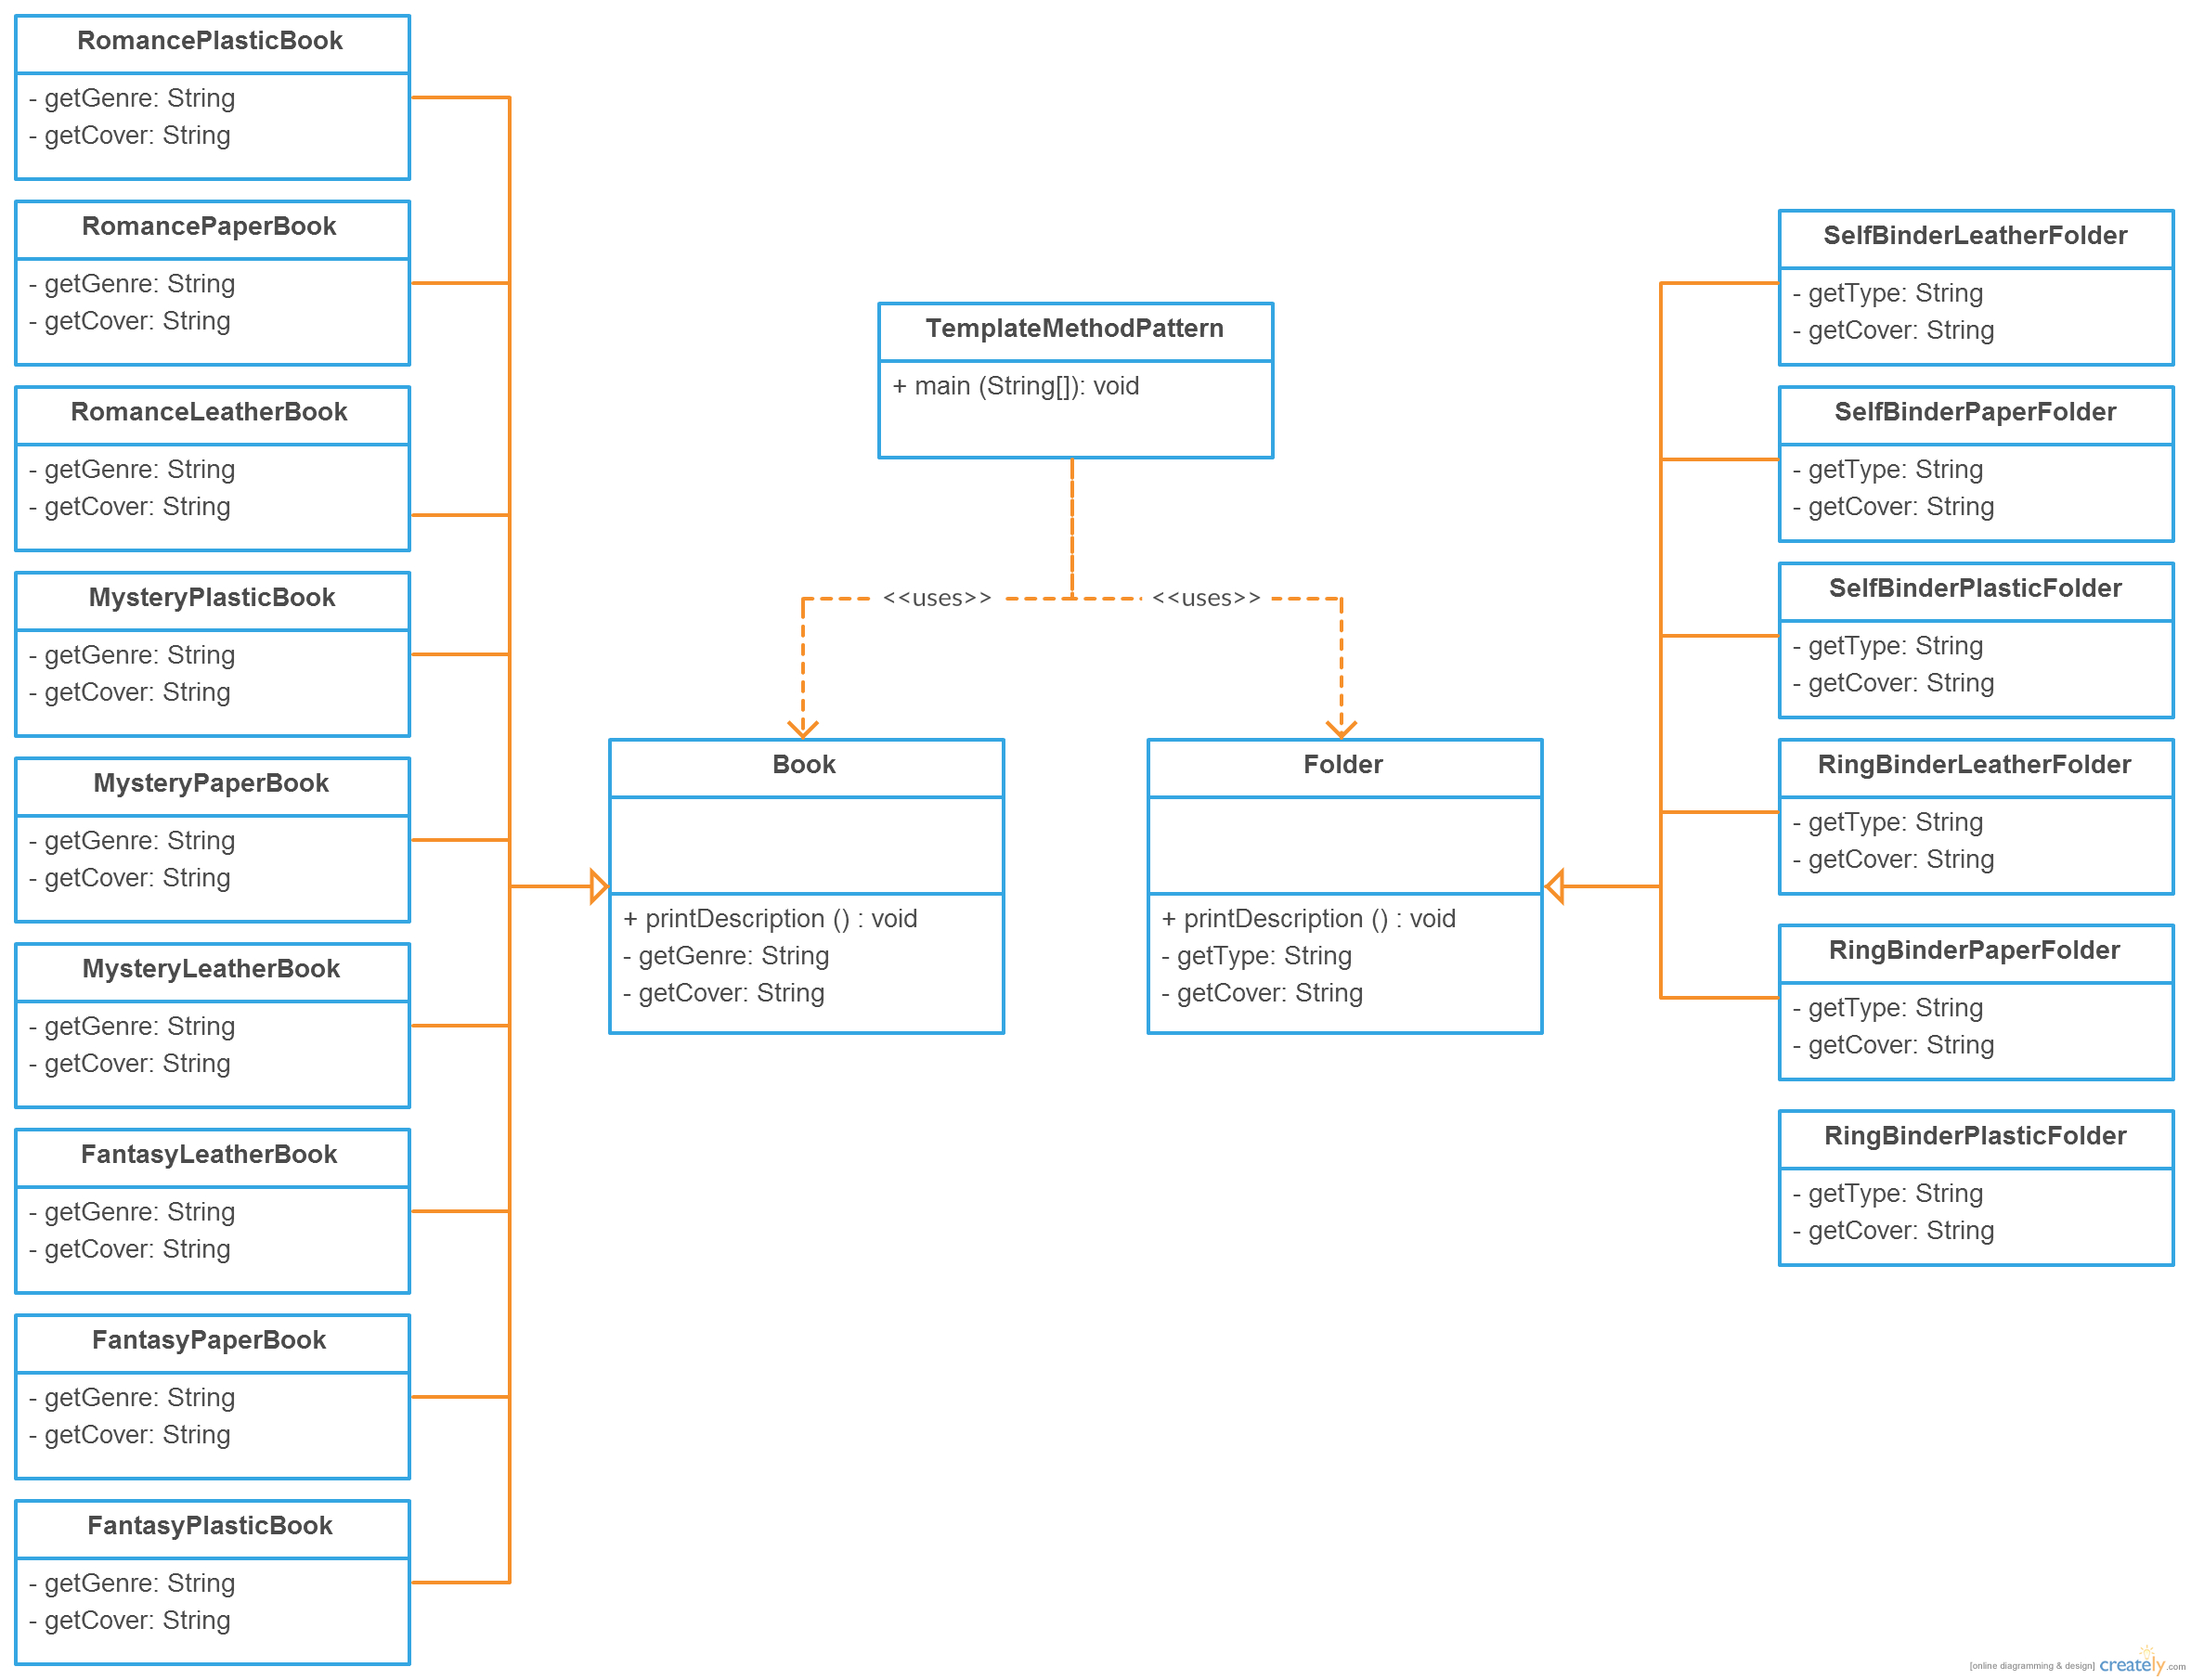 RomancePlasticBook
- getGenre: String
- getCover: String
RomancePaperBook
- getGenre: String
- getCover: String
RomanceLeatherBook
- getGenre: String
- getCover: String
MysteryPlasticBook
- getGenre: String
- getCover: String
MysteryPaperBook
- getGenre: String
- getCover: String
MysteryLeatherBook
- getGenre: String
- getCover: String
FantasyLeatherBook
- getGenre: String
- getCover: String
FantasyPaperBook
- getGenre: String
- getCover: String
FantasyPlasticBook
- getGenre: String
- getCover: String
TemplateMethodPattern
+ main (String[]): void
<<uses>>
<<uses>>
Book
+ printDescription () : void
- getGenre: String
- getCover: String
Folder
+ printDescription () : void
- getType: String
- getCover: String
SelfBinderLeatherFolder
- getType: String
- getCover: String
SelfBinderPaperFolder
- getType: String
- getCover: String
SelfBinderPlasticFolder
- getType: String
- getCover: String
RingBinderLeatherFolder
- getType: String
- getCover: String
RingBinderPaperFolder
- getType: String
- getCover: String
RingBinderPlasticFolder
- getType: String
- getCover: String
[online diagramming & design] creately.com